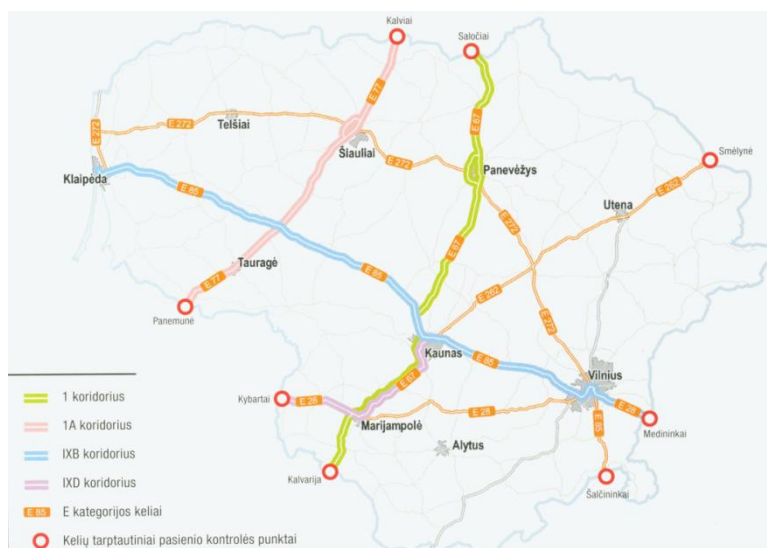 Kalviai
Saločiai
E 77
E 67
E 272
Telšiai
E 272
Šiauliai
E 272
Panevėžys
Smėlynė
Klaipėda
E 85
E 262
Utena
E 67
E 272
Tauragė
E 85
E 77
E 262
Panemunė
E 272
Kaunas
E 85
E 67
Vilnius
1 koridorius
Kybartai
E 28
E 28
E 28
1A koridorius
Marijampolė
E 85
Medininkai
Alytus
IXB koridorius
Kalvarija
Šalčininkai
IXD koridorius
E 85 E kategorijos keliai
Kelių tarptautiniai pasienio kontrolės punktai